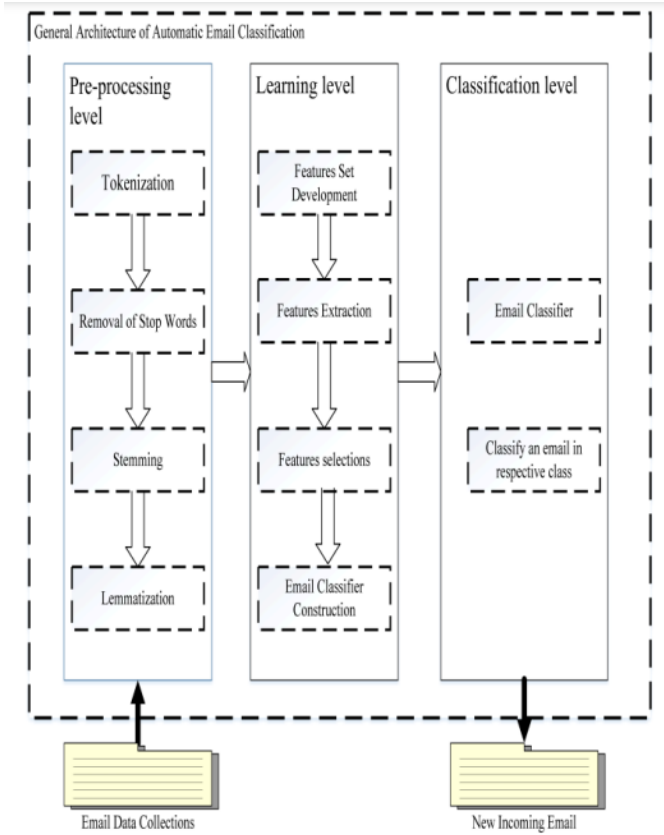 General Architecture of Automatic Email Classification
Pre-processing
level
Tokenization
Removal of Stop Words
Stemming
Lemmatization
Learning level
Features Set
Development
Features Extraction
Features selections
Email Classifier
Construction
Classification level
Email Classifier
Classify an email in
respective class
Email Data Collections
New Incoming Email